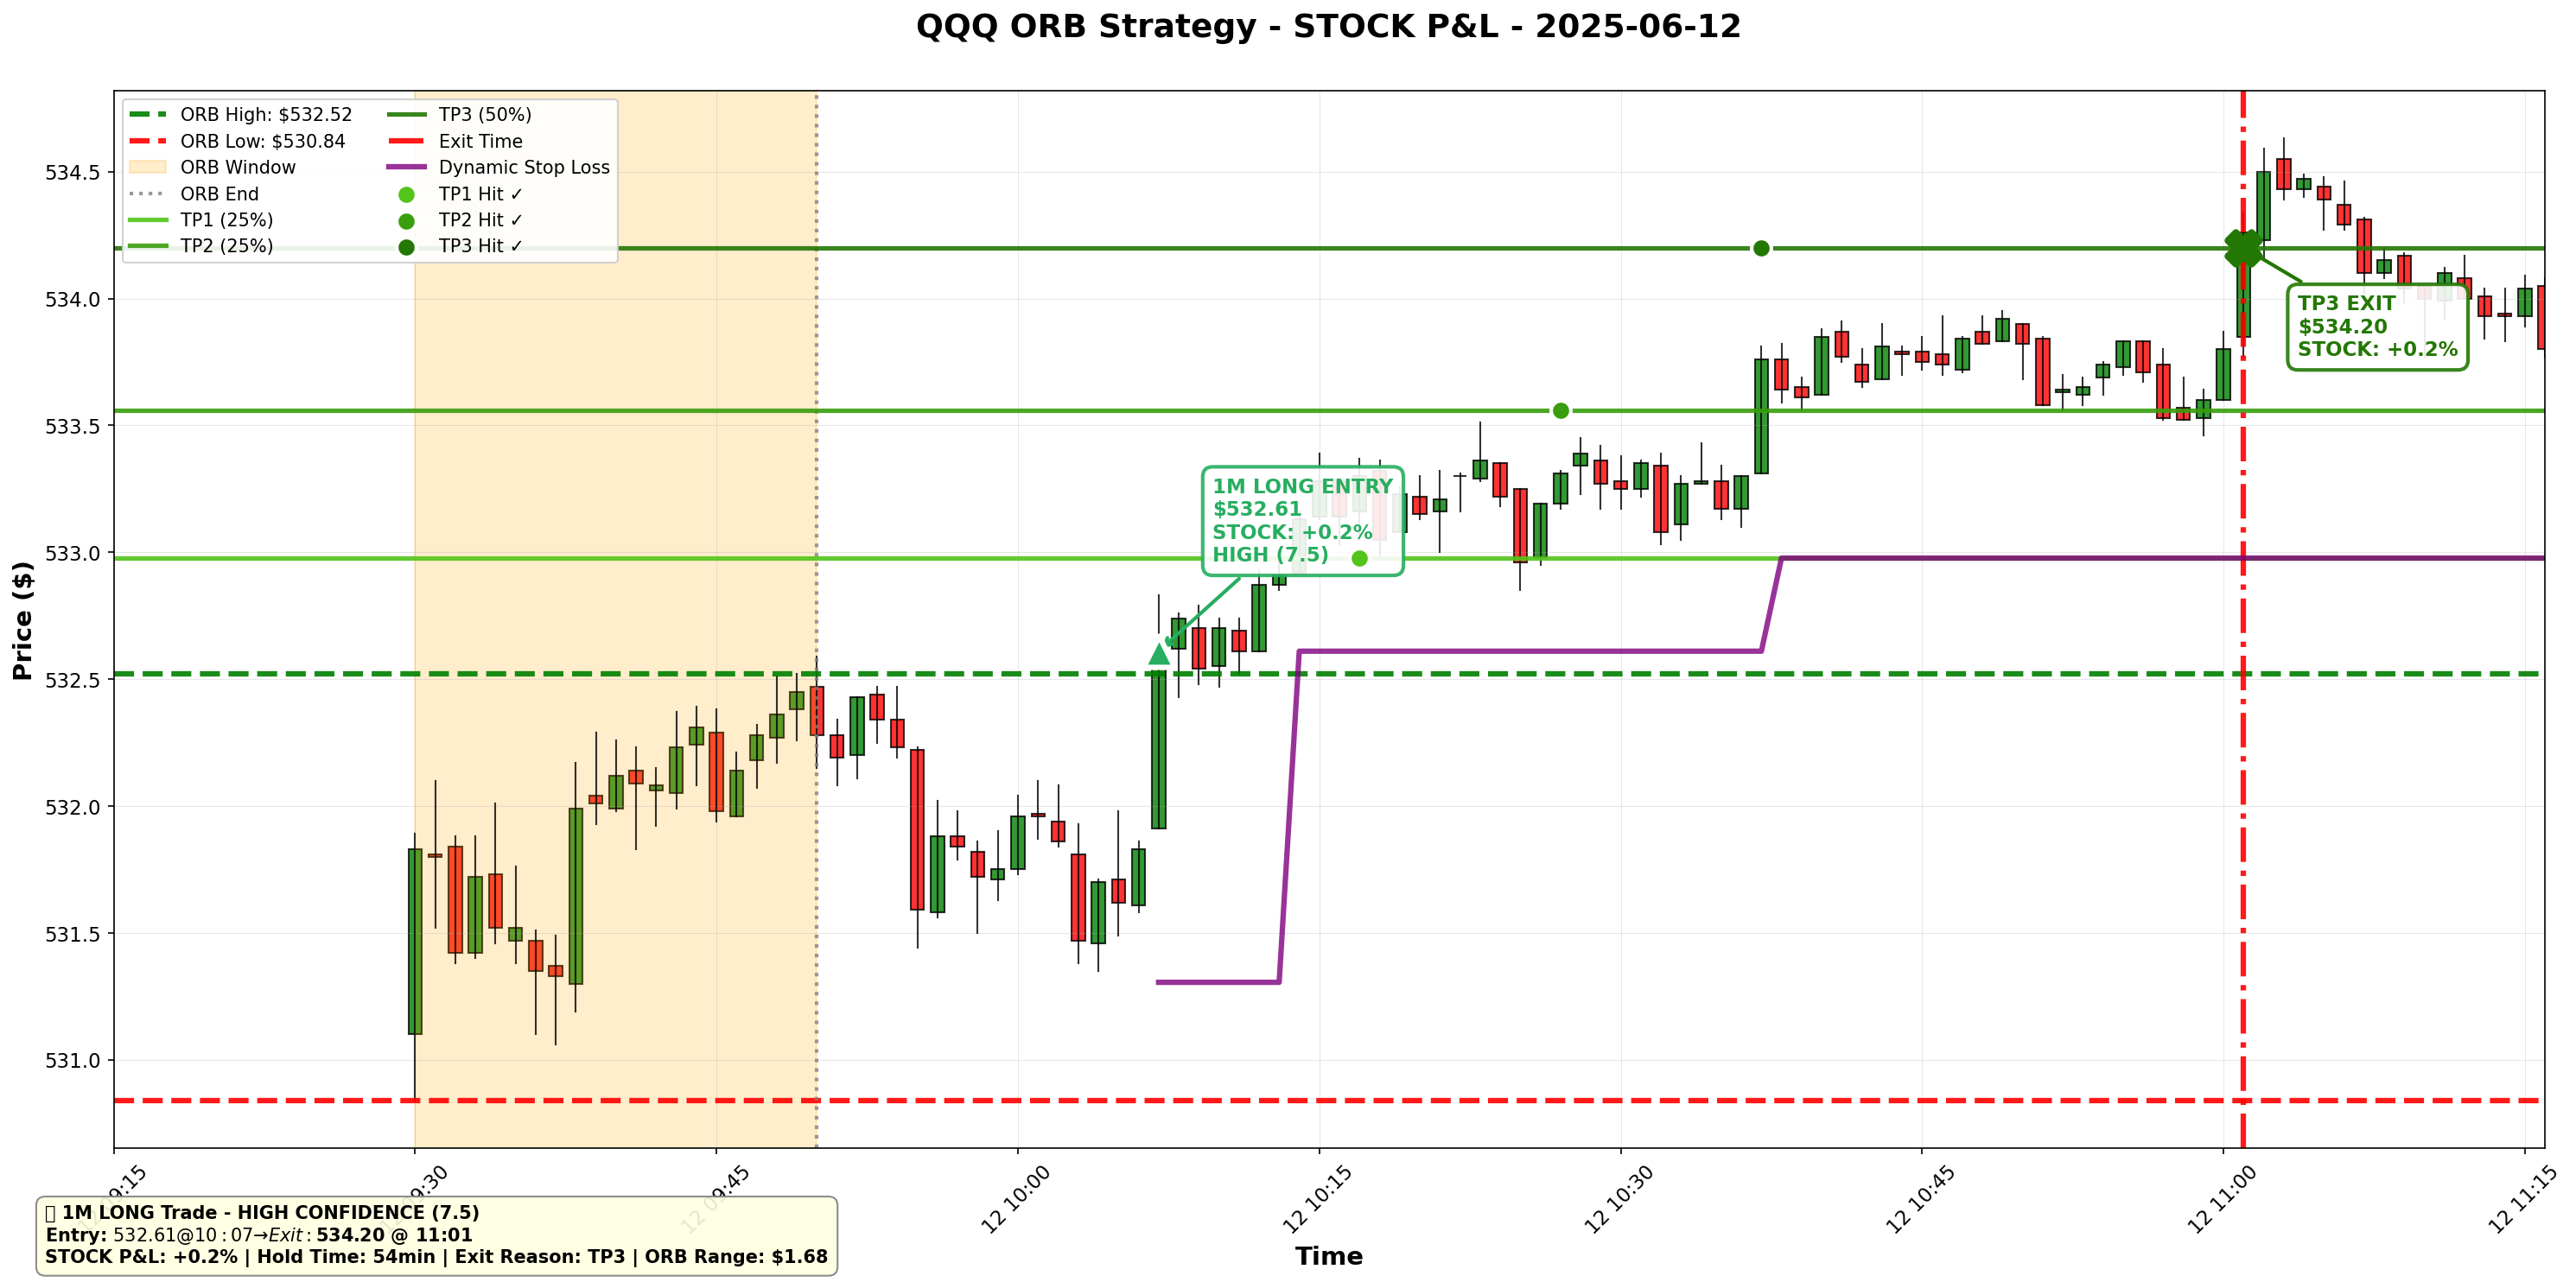 QQQ ORB Strategy - STOCK P&L - 2025-06-12
ORB High: $532.52
ORB Low: $530.84
ORB Window
ORB End
TP1 (25%)
TP2 (25%)
TP3 (50%)
Exit Time
Dynamic Stop Loss
TP1 Hit ✓
TP2 Hit ✓
TP3 Hit ✓
Price ($)
534.5
534.0
533.5
533.0
532.5
532.0
531.5
531.0
1M LONG ENTRY
$532.61
STOCK: +0.2%
HIGH (7.5)
TP3 EXIT
$534.20
STOCK: +0.2%
12 09:15
12 09:30
12 09:45
12 10:00
12 10:15
12 10:30
12 10:45
12 11:00
12 11:15
Time
1M LONG Trade - HIGH CONFIDENCE (7.5)
Entry: 532.61@10:07→Exit:534.20 @ 11:01
STOCK P&L: +0.2% | Hold Time: 54min | Exit Reason: TP3 | ORB Range: $1.68